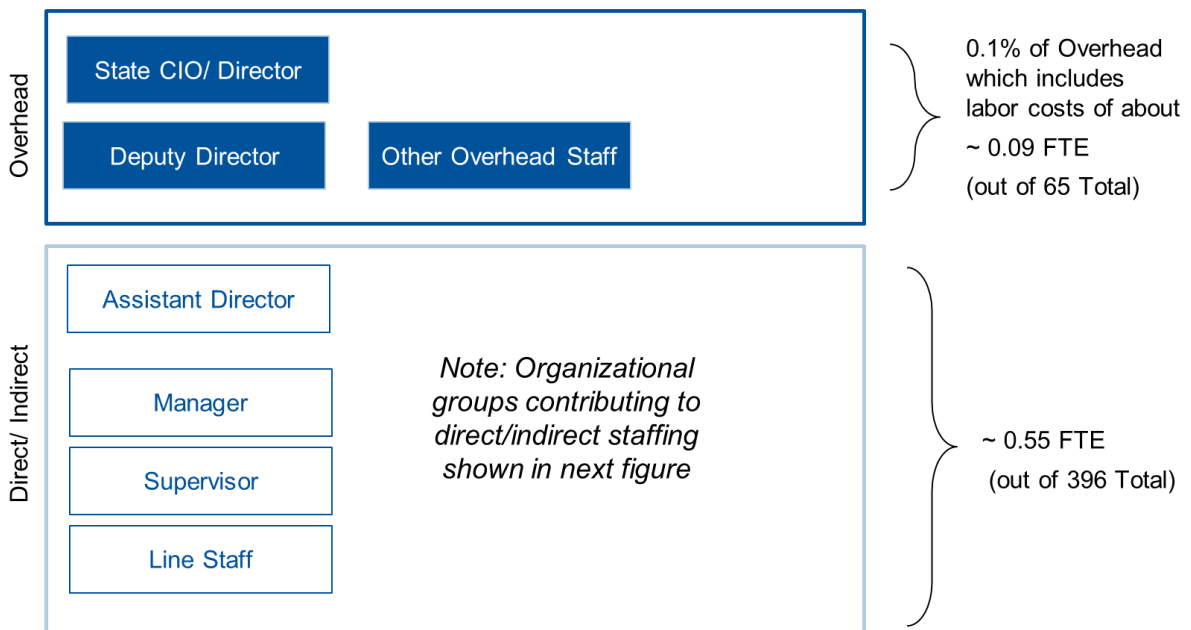 Overhead
State CIO/ Director
Deputy Director
Other Overhead Staff
0.1% of Overhead
which includes
labor costs of about
~ 0.09 FTE
(out of 65 Total)
Direct/ Indirect
Assistant Director
Manager
Supervisor
Line Staff
Note: Organizational
groups contributing to
direct/indirect staffing
shown in next figure
~ 0.55 FTE
(out of 396 Total)